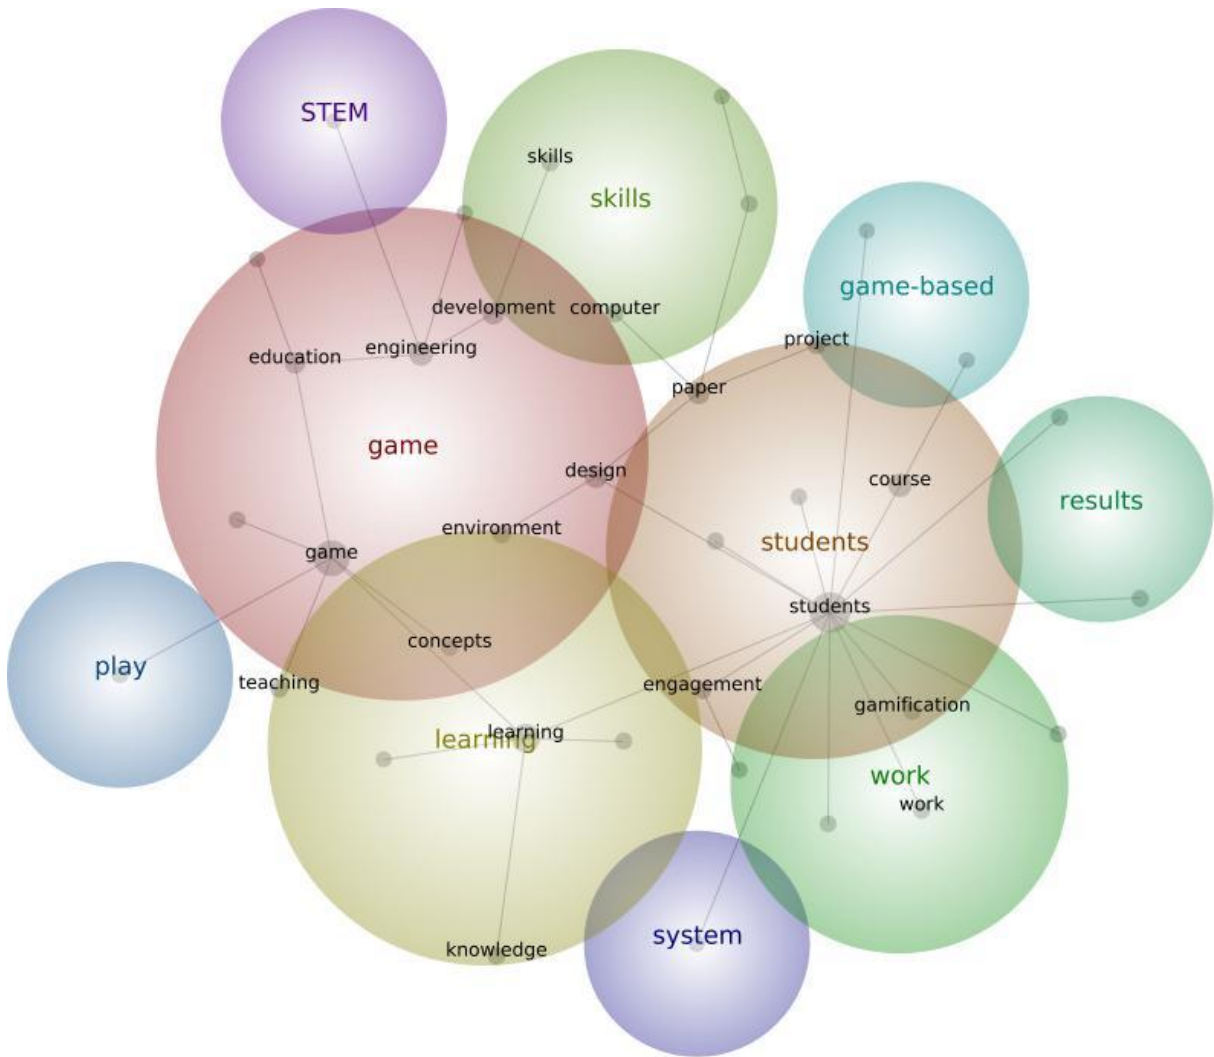 STEM
skills
skills
game-based
development
computer
project
engineering
education
paper
game
design
course
results
environment
students
game
students
concepts
play
teaching
engagement
gamification
learning
learning
work
work
system
knowledge